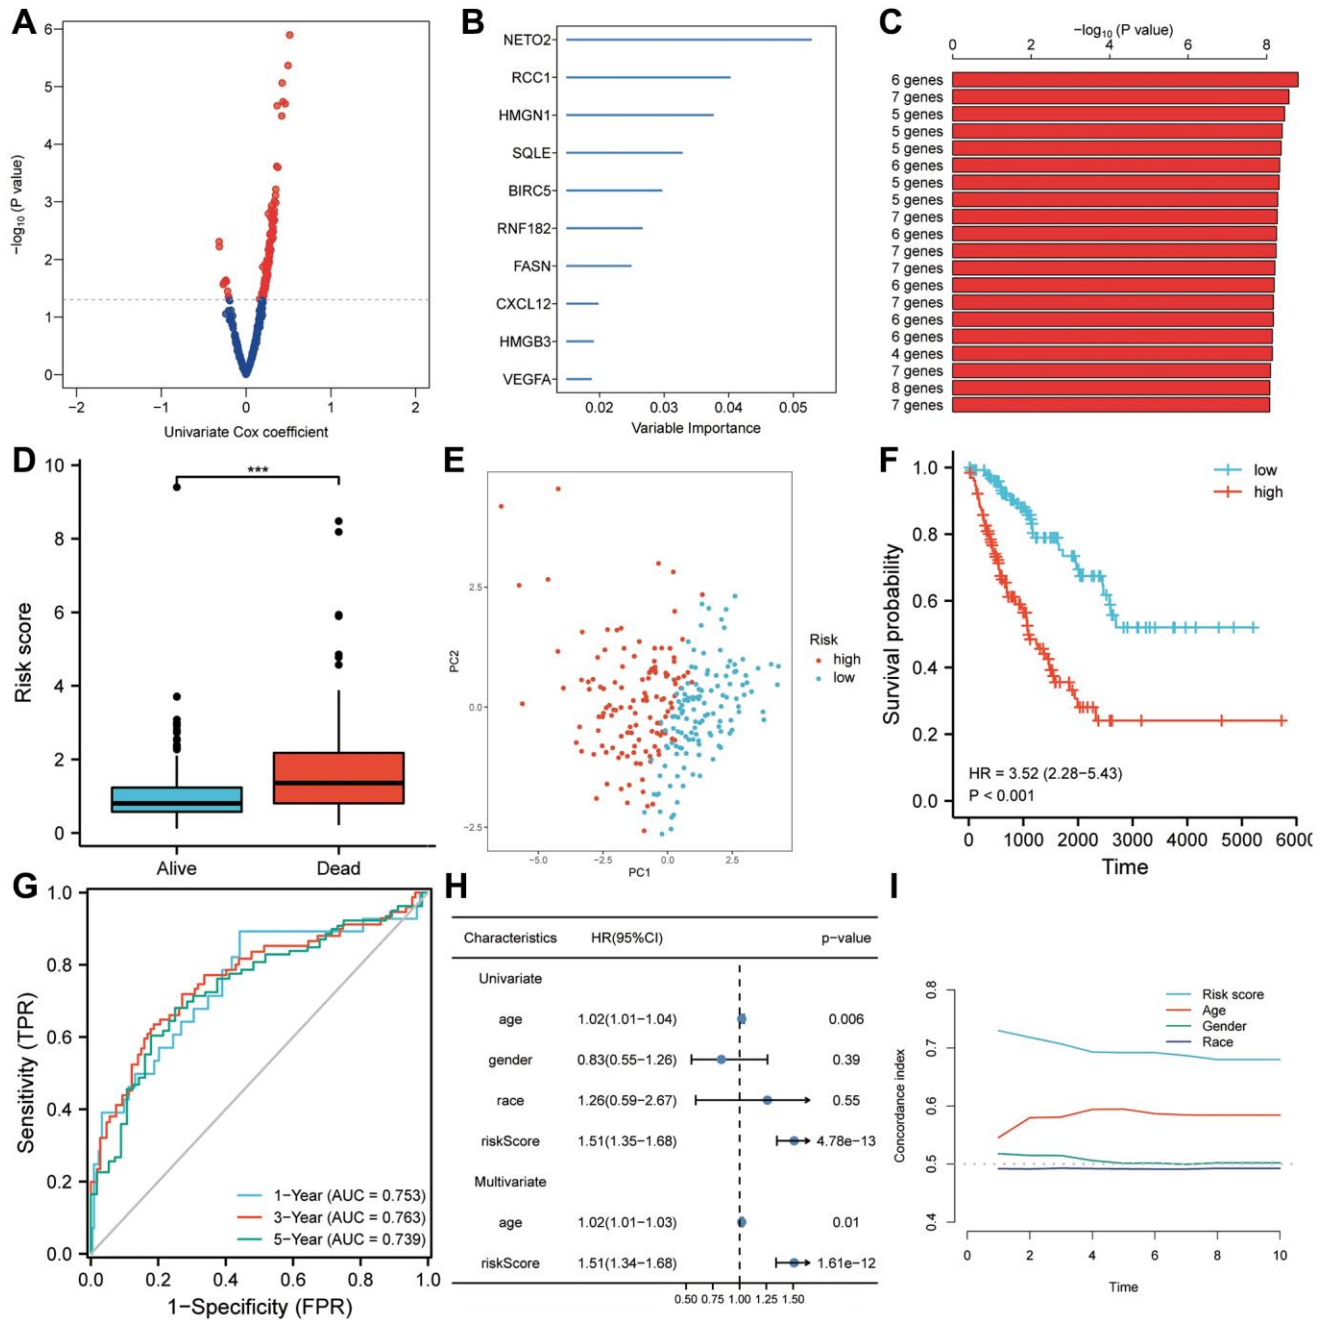 A
−log₁₀ (P value)
6
5
4
3
2
1
0
−2
−1
0
1
2
Univariate Cox coefficient
B
NETO2
RCC1
HMGN1
SQLE
BIRC5
RNF182
FASN
CXCL12
HMGB3
VEGFA
0.02
0.03
0.04
0.05
Variable Importance
C
−log₁₀ (P value)
0
2
4
6
8
6 genes
7 genes
5 genes
5 genes
5 genes
6 genes
5 genes
5 genes
7 genes
6 genes
7 genes
7 genes
6 genes
7 genes
6 genes
6 genes
4 genes
7 genes
8 genes
7 genes
D
Risk score
10
8
6
4
2
0
***
Alive
Dead
E
PC2
2.5
0.0
−2.5
−5.0
−2.5
0.0
2.5
PC1
Risk
high
low
F
Survival probability
1.0
0.8
0.6
0.4
0.2
0.0
low
high
HR = 3.52 (2.28−5.43)
P < 0.001
0
1000
2000
3000
4000
5000
Time
G
Sensitivity (TPR)
1.0
0.8
0.6
0.4
0.2
0.0
1−Year (AUC = 0.753)
3−Year (AUC = 0.763)
5−Year (AUC = 0.739)
0.0
0.2
0.4
0.6
0.8
1.0
1−Specificity (FPR)
H
Characteristics HR(95%CI) p−value
Univariate
age 1.02(1.01−1.04) 0.006
gender 0.83(0.55−1.26) 0.39
race 1.26(0.59−2.67) 0.55
riskScore 1.51(1.35−1.68) 4.78e−13
Multivariate
age 1.02(1.01−1.03) 0.01
riskScore 1.51(1.34−1.68) 1.61e−12
0.50 0.75 1.00 1.25 1.50
I
Concordance index
0.8
0.7
0.6
0.5
0.4
Risk score
Age
Gender
Race
0
2
4
6
8
10
Time